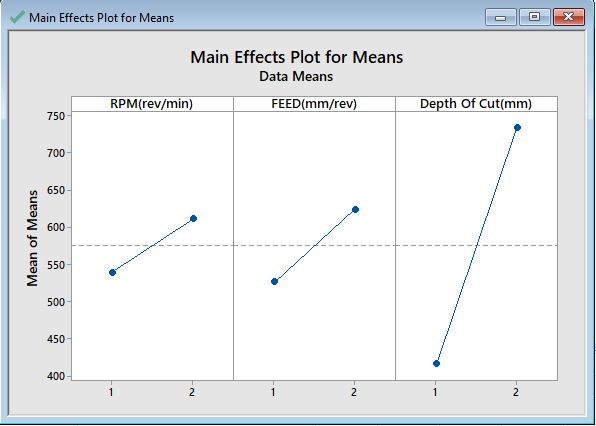 Main Effects Plot for Means
Main Effects Plot for Means
Data Means
RPM(rev/min) FEED(mm/rev) Depth Of Cut(mm)
Mean of Means
750
700
650
600
550
500
450
400
1 2 1 2 1 2